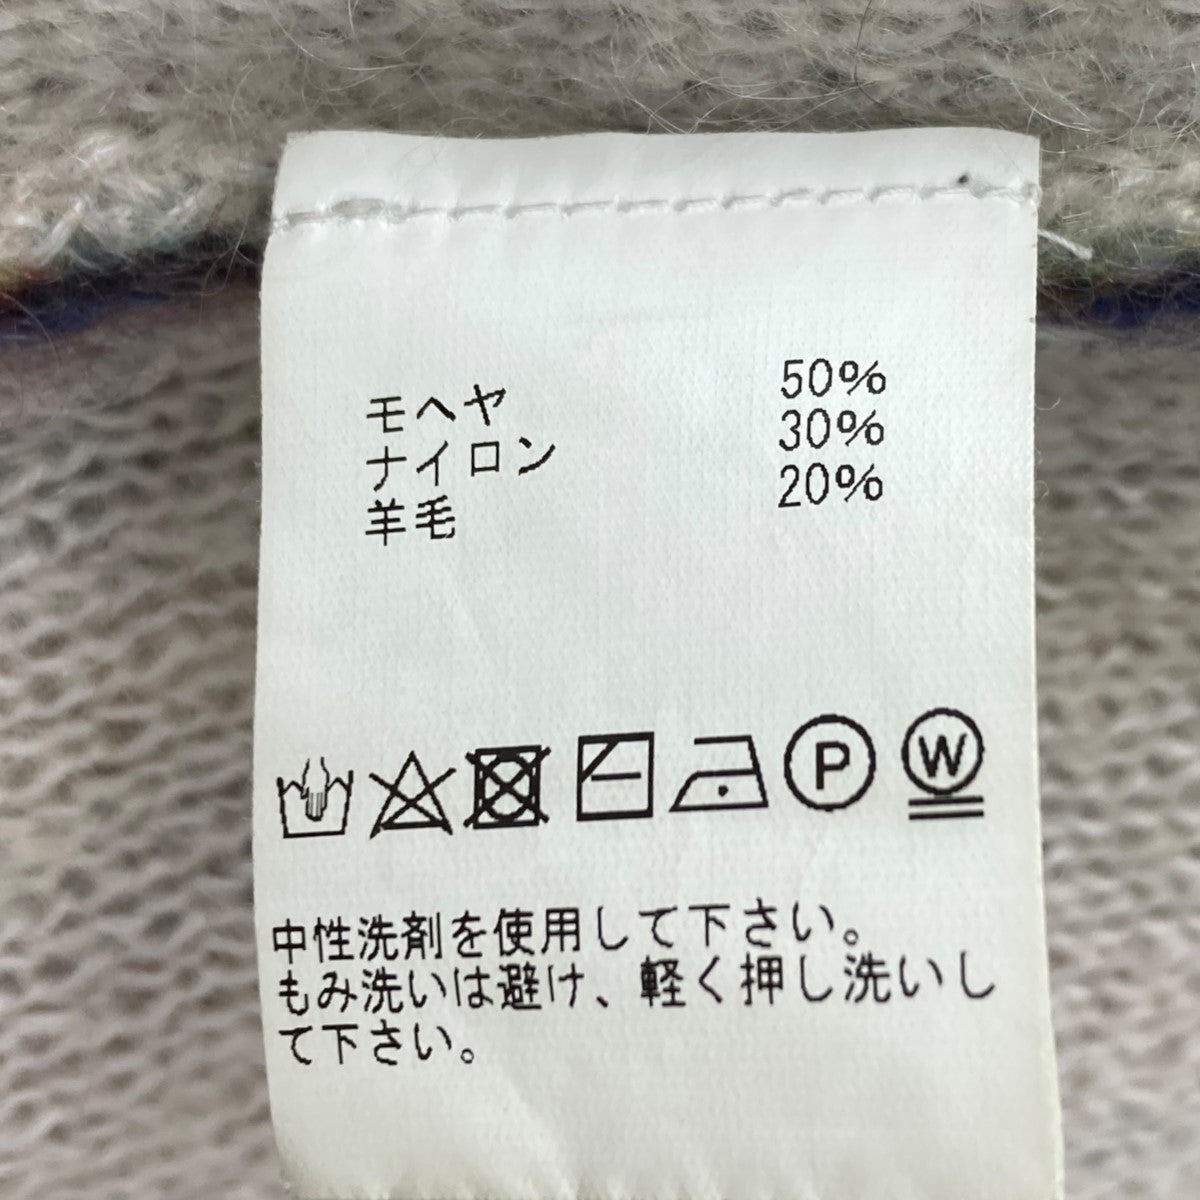 モヘヤ 50%
ナイロン 30%
羊毛 20%
P W
中性洗剤を使用して下さい。
もみ洗いは避け、軽く押し洗いし
て下さい。